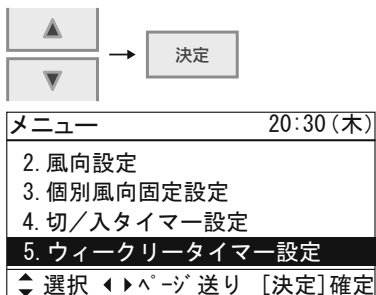 ▲
▼
→ 決定
メニュー 20:30(木)
2. 風向設定
3. 個別風向固定設定
4. 切／入タイマー設定
5. ウィークリータイマー設定
選択 ページ送り [決定]確定